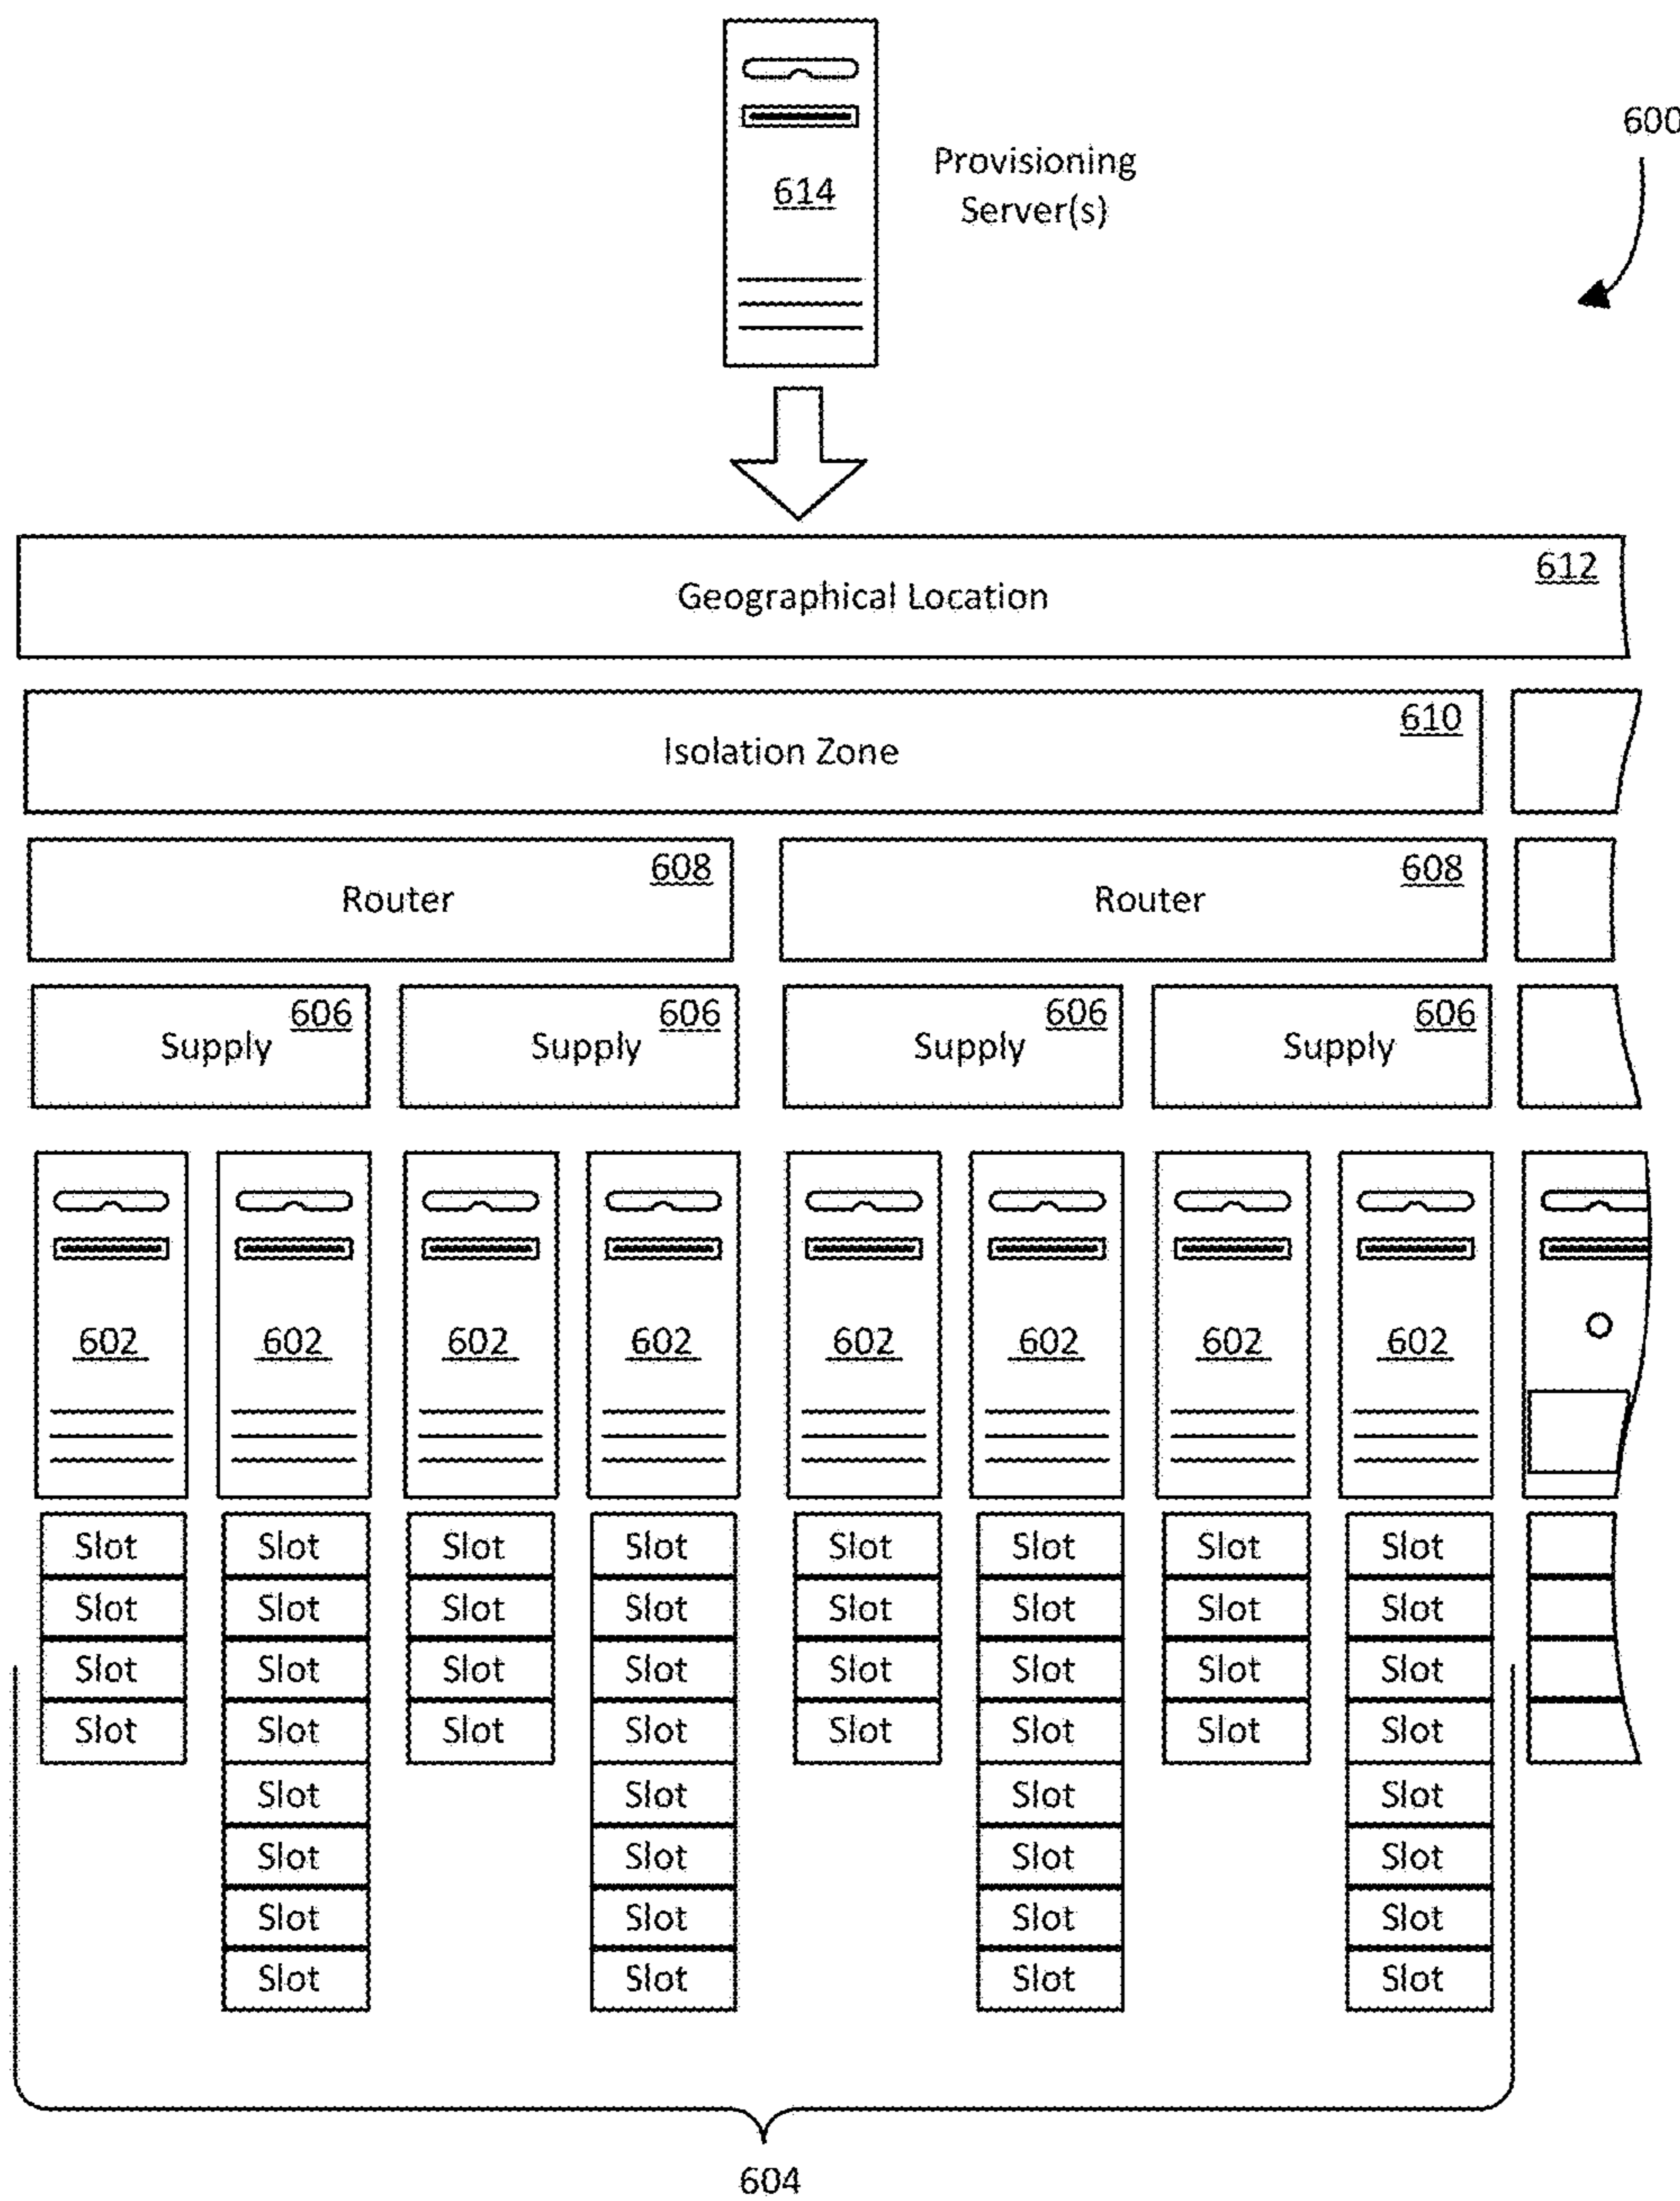 600
Provisioning
Server(s)
614
612
Geographical Location
610
Isolation Zone
608 608
Router Router
606 606 606 606
Supply Supply Supply Supply
602 602 602 602 602 602 602 602
Slot Slot Slot Slot Slot Slot Slot Slot
Slot Slot Slot Slot Slot Slot Slot Slot
Slot Slot Slot Slot Slot Slot Slot Slot
Slot Slot Slot Slot Slot Slot Slot Slot
Slot Slot Slot Slot
Slot Slot Slot Slot
Slot Slot Slot Slot
Slot Slot Slot Slot
604